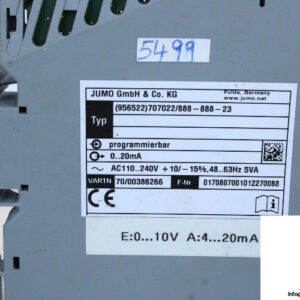 5499
JUMO GmbH & Co. KG
Fulda, Germany
www.jumo.net
Typ
(956522)707022/888-888-23
programmierbar
0..20mA
AC110..240V +10/-15%,48..63Hz 5VA
VARTN 70/00386266 F-Nr 0170807001012270088
CE
E:0...10V A:4...20mA